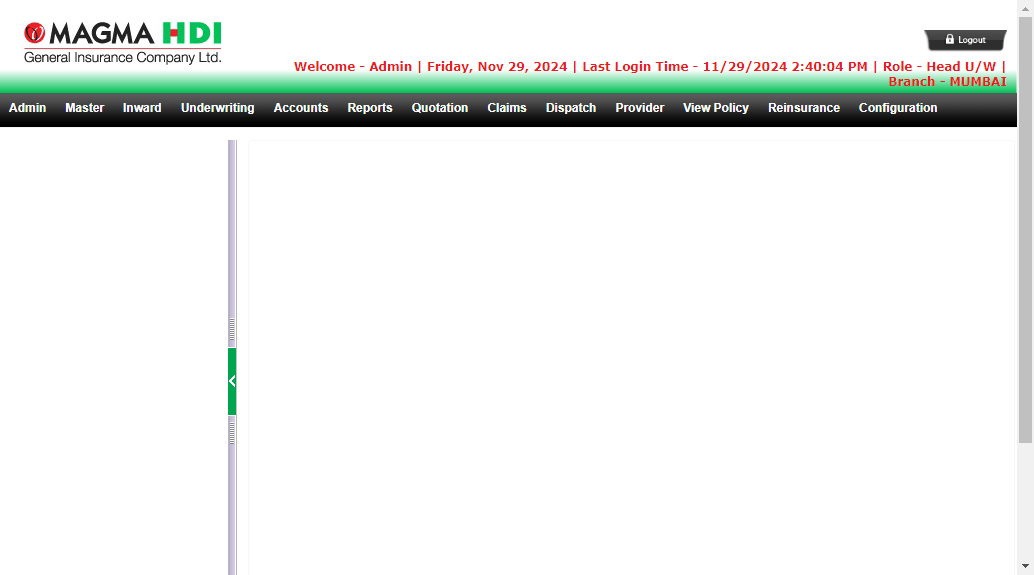 MAGMA HDI
General Insurance Company Ltd.
Logout
Welcome - Admin | Friday, Nov 29, 2024 | Last Login Time - 11/29/2024 2:40:04 PM | Role - Head U/W |
Branch - MUMBAI
Admin Master Inward Underwriting Accounts Reports Quotation Claims Dispatch Provider View Policy Reinsurance Configuration